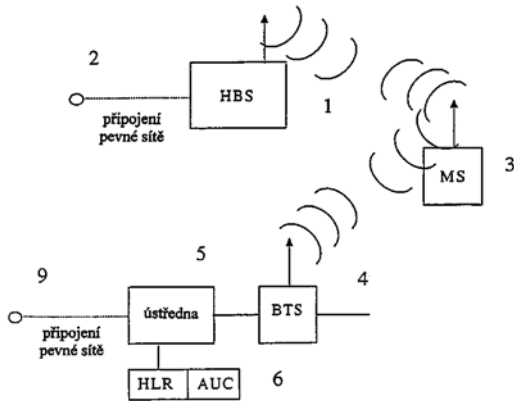 2
HBS
1
připojení
pevné sítě
MS
3
5
4
9
ústředna
BTS
připojení
pevné sítě
HLR
AUC
6